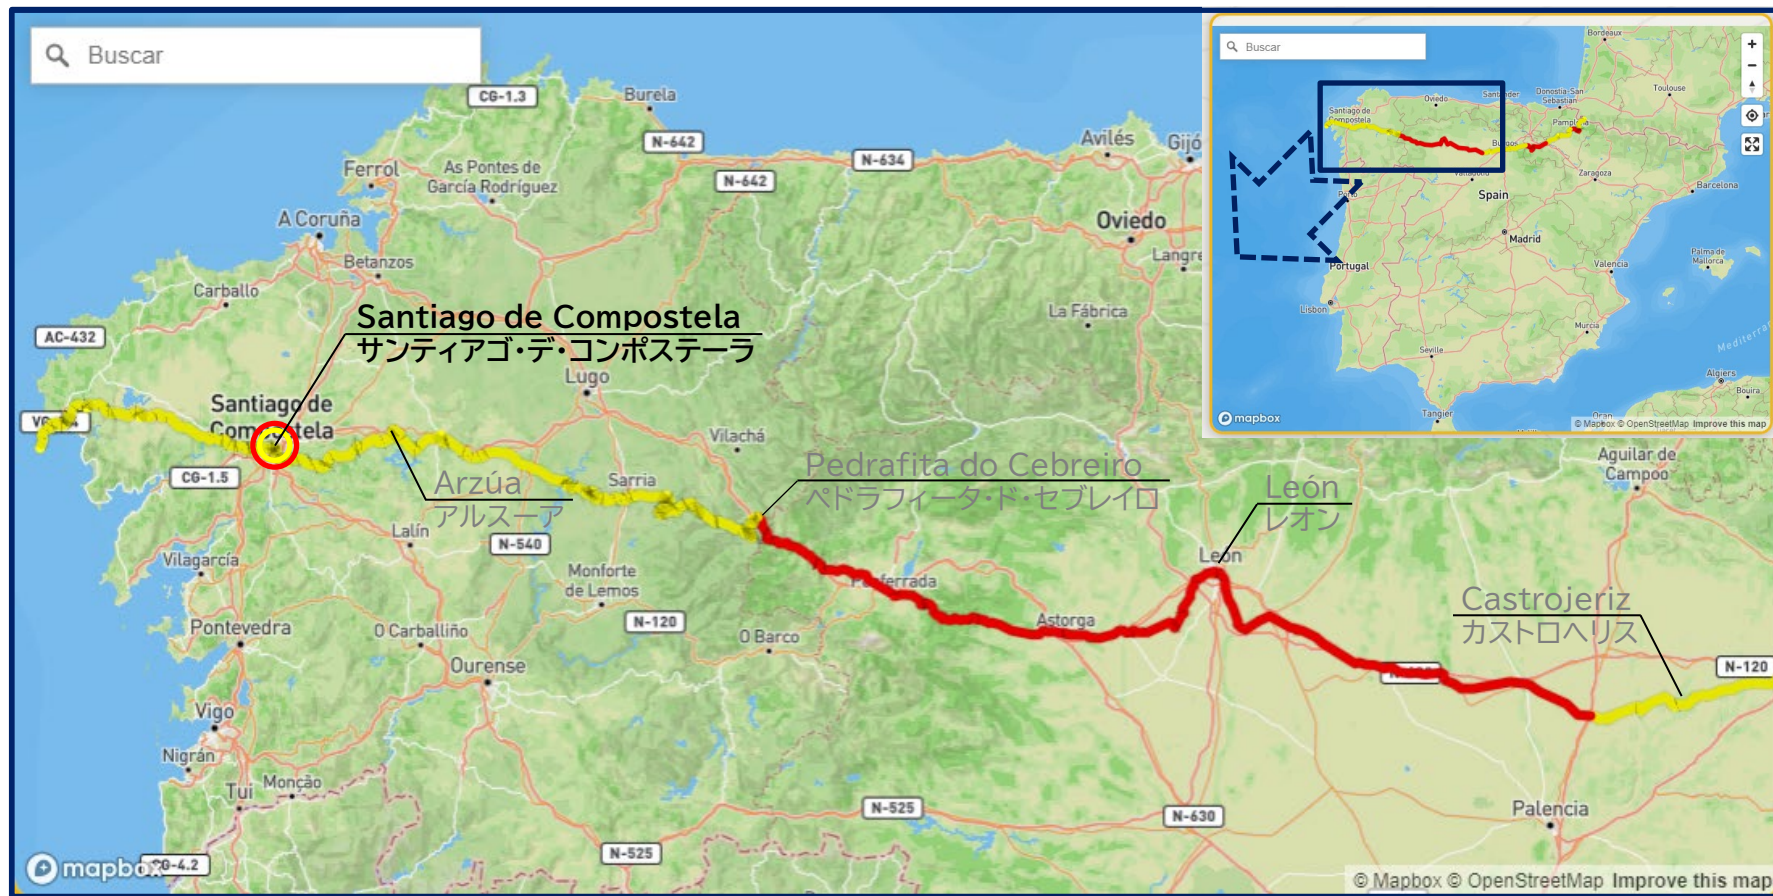 Buscar
CG-1.3
Burela
N-642
Avilés
Gijó
Ferrol
As Pontes de
García Rodríguez
N-642
N-634
A Coruña
Oviedo
Betanzos
Langre
Carballo
La Fábrica
AC-432
Santiago de Compostela
サンティアゴ・デ・コンポステーラ
Lugo
Santiago de
Vilachá
Aguilar de
Campoo
CG-1.5
Arzúa
アルスーア
Sarria
Pedrafita do Cebreiro
ペドラフィータ・ド・セブレイロ
León
レオン
Lalín
N-540
León
Vilagarcía
Monforte
de Lemos
Castrojeriz
カストロヘリス
Pontevedra
O Carballiño
N-120
O Barco
Astorga
Ourense
N-120
Vigo
Nigrán
Tui
Monção
N-525
N-630
Palencia
N-525
mapbox
© Mapbox © OpenStreetMap Improve this map
Buscar
Bordeaux
Toulouse
Oviedo
Donostia-San
Sebastián
Santiago de
Compostela
Zaragoza
Barcelona
Spain
Madrid
Palma de
Mallorca
Portugal
Valencia
Lisbon
Murcia
Seville
Algiers
Bouira
Tangier
Oran
mapbox
© Mapbox © OpenStreetMap Improve this map